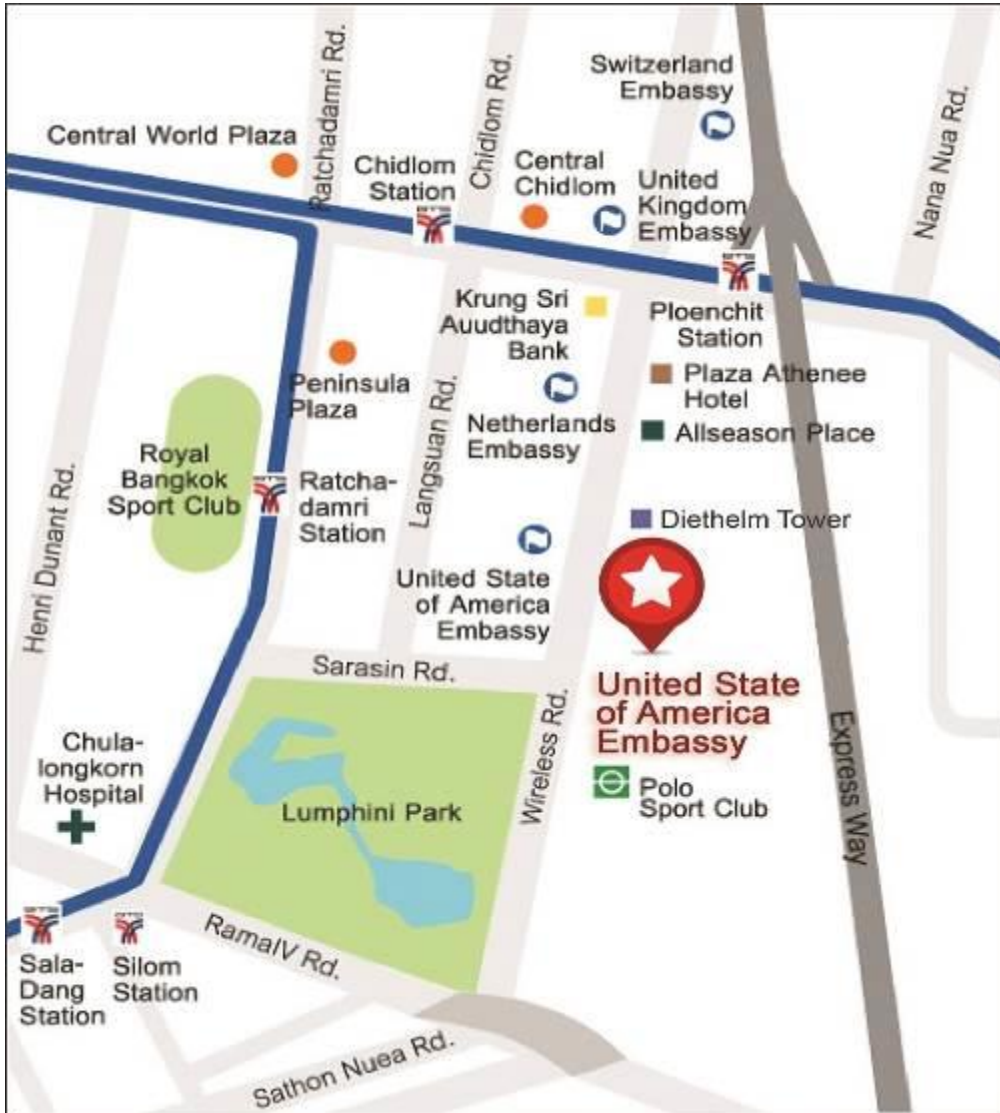 Switzerland
Embassy
Ratchadamri Rd.
Chidlom Rd.
Nana Nua Rd.
Central World Plaza
Chidlom
Station
Central
Chidlom
United
Kingdom
Embassy
Krung Sri
Auudthaya
Bank
Ploenchit
Station
Peninsula
Plaza
Plaza Athenee
Hotel
Netherlands
Embassy
Allseason Place
Langsuan Rd.
Royal
Bangkok
Sport Club
Ratcha-
damri
Station
Henri Dunant Rd.
Diethelm Tower
United State
of America
Embassy
Sarasin Rd.
United State
of America
Embassy
Wireless Rd.
Express Way
Chula-
longkorn
Hospital
Polo
Sport Club
Lumphini Park
RamaIV Rd.
Sala-
Dang
Station
Silom
Station
Sathon Nuea Rd.